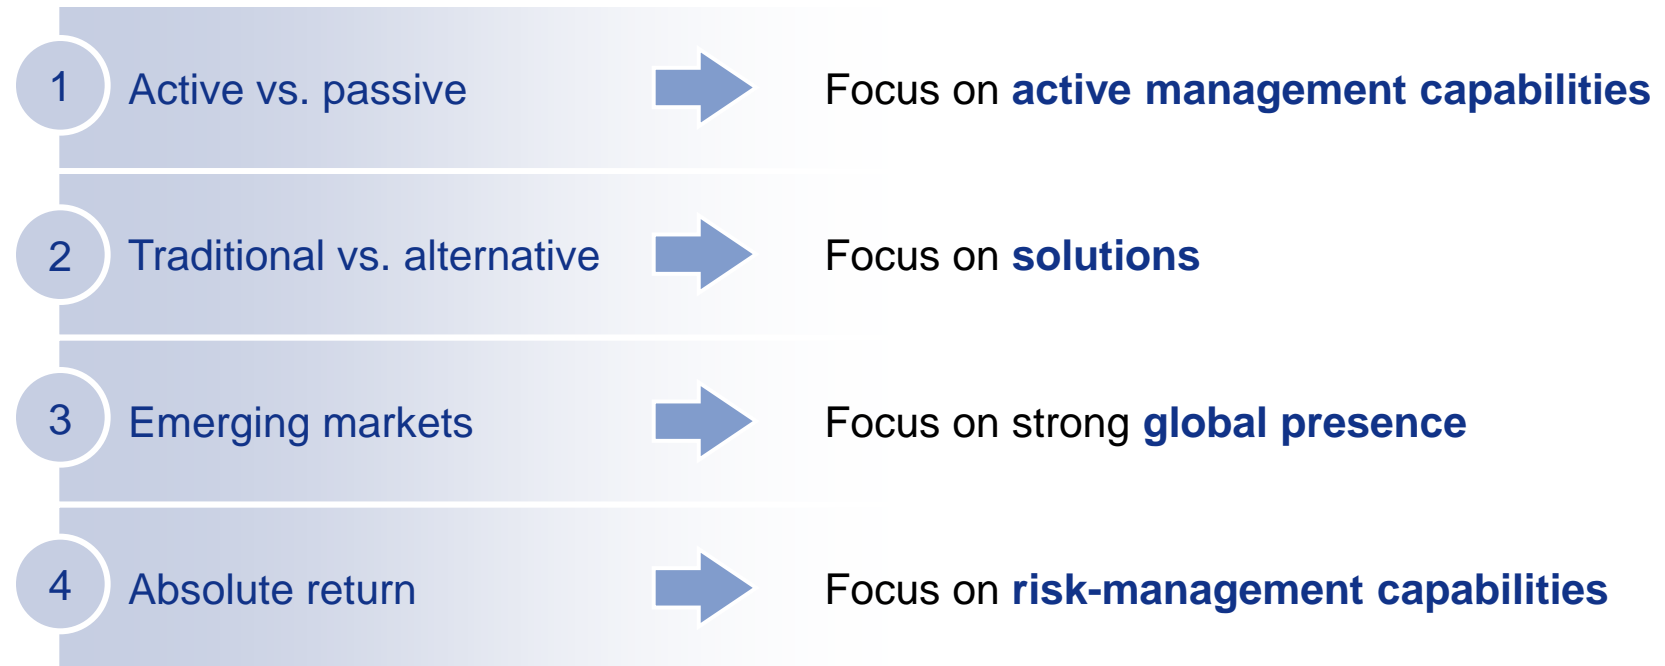 1 Active vs. passive Focus on active management capabilities
2 Traditional vs. alternative Focus on solutions
3 Emerging markets Focus on strong global presence
4 Absolute return Focus on risk-management capabilities